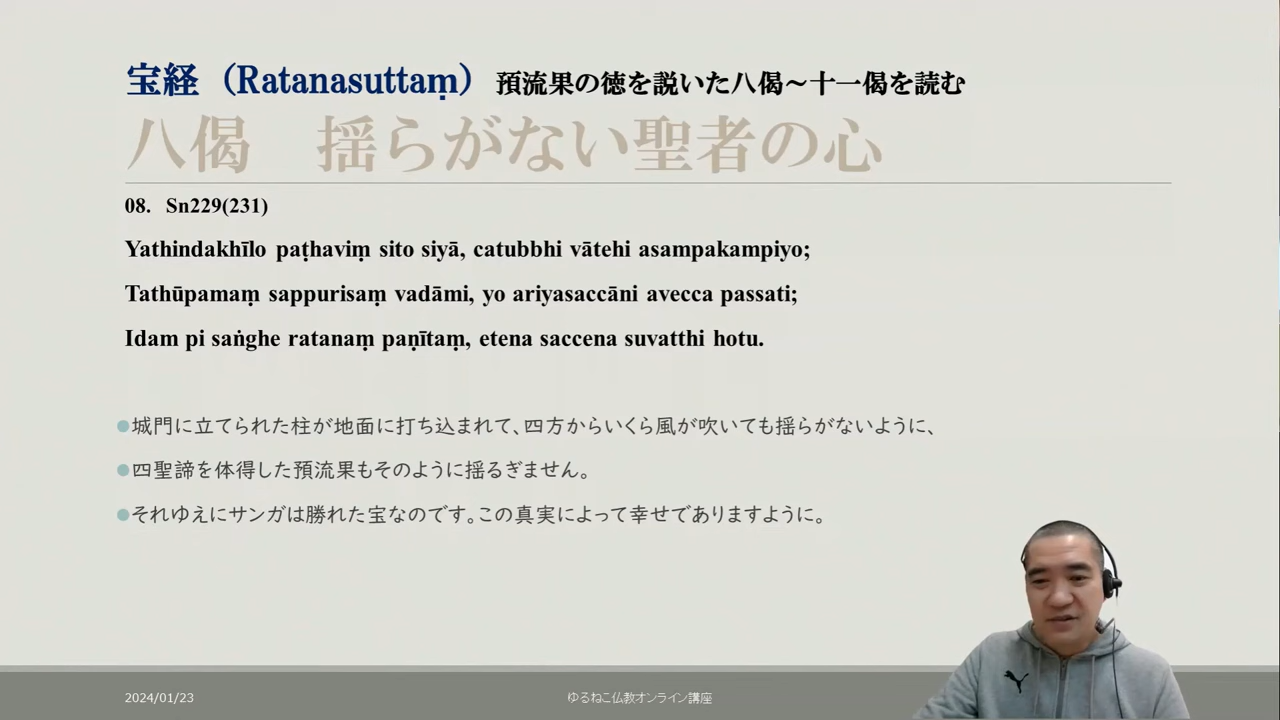 宝経（Ratanasuttaṃ）預流果の徳を説いた八偈～十一偈を読む
八偈　揺らがない聖者の心
08. Sn229(231)
Yathindakhīlo paṭhaviṃ sito siyā, catubbhi vātehi asampakampiyo;
Tathūpamaṃ sappurisaṃ vadāmi, yo ariyasaccāni avecca passati;
Idam pi saṅghe ratanaṃ paṇītaṃ, etena saccena suvatthi hotu.
●城門に立てられた柱が地面に打ち込まれて、四方からいくら風が吹いても揺らがないように、
●四聖諦を体得した預流果もそのように揺るぎません。
●それゆえにサンガは勝れた宝なのです。この真実によって幸せでありますように。
2024/01/23
ゆるねこ仏教オンライン講座